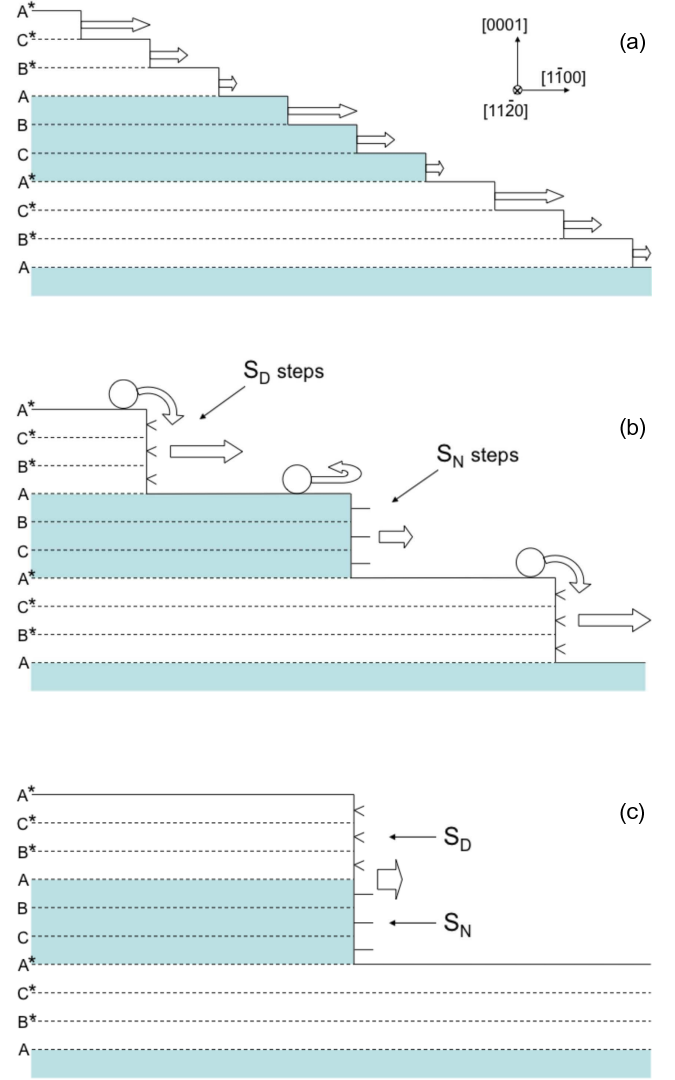 A*
[0001]
(a)
C*
B*
[11̄00]
A
[112̄0]
B
C
A*
C*
B*
A
S_D steps
A*
(b)
C*
S_N steps
B*
A
B
C
A*
C*
B*
A
A*
(c)
C*
S_D
B*
A
B
S_N
C
A*
C*
B*
A